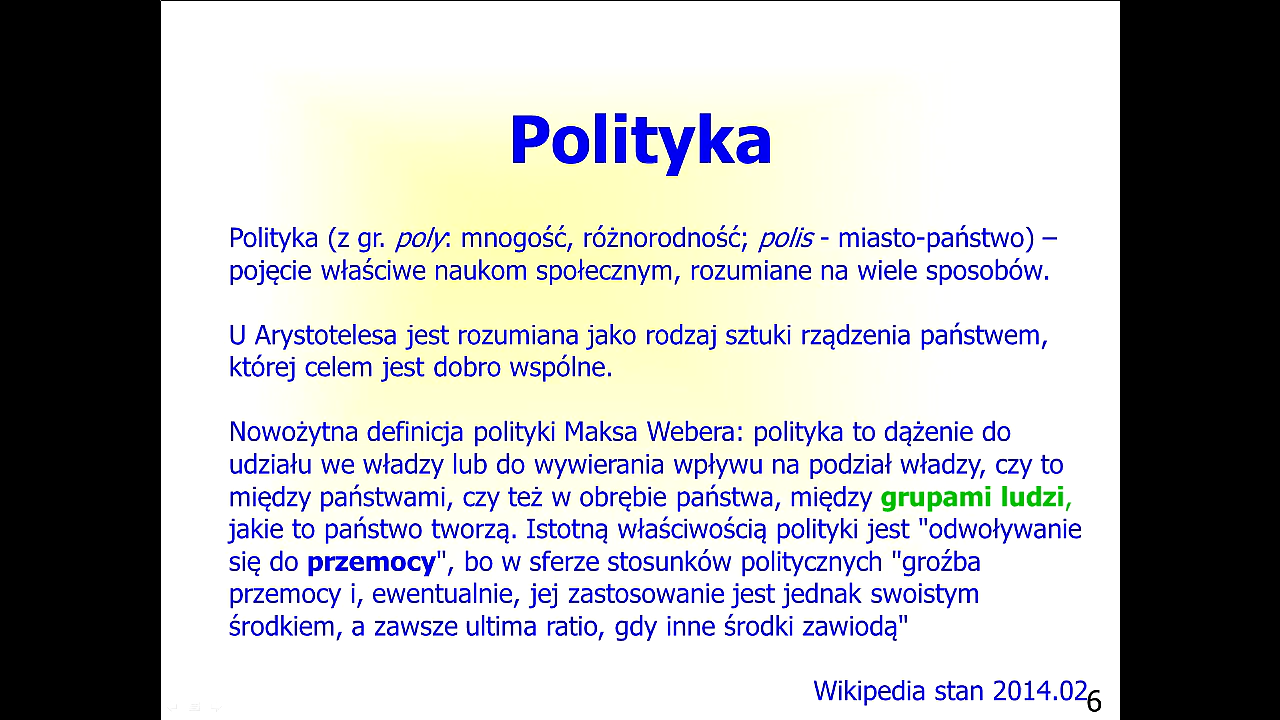 Polityka
Polityka (z gr. poly: mnogość, różnorodność; polis - miasto-państwo) –
pojęcie właściwe naukom społecznym, rozumiane na wiele sposobów.
U Arystotelesa jest rozumiana jako rodzaj sztuki rządzenia państwem,
której celem jest dobro wspólne.
Nowożytna definicja polityki Maksa Webera: polityka to dążenie do
udziału we władzy lub do wywierania wpływu na podział władzy, czy to
między państwami, czy też w obrębie państwa, między grupami ludzi,
jakie to państwo tworzą. Istotną właściwością polityki jest "odwoływanie
się do przemocy", bo w sferze stosunków politycznych "groźba
przemocy i, ewentualnie, jej zastosowanie jest jednak swoistym
środkiem, a zawsze ultima ratio, gdy inne środki zawiodą"
Wikipedia stan 2014.02
6